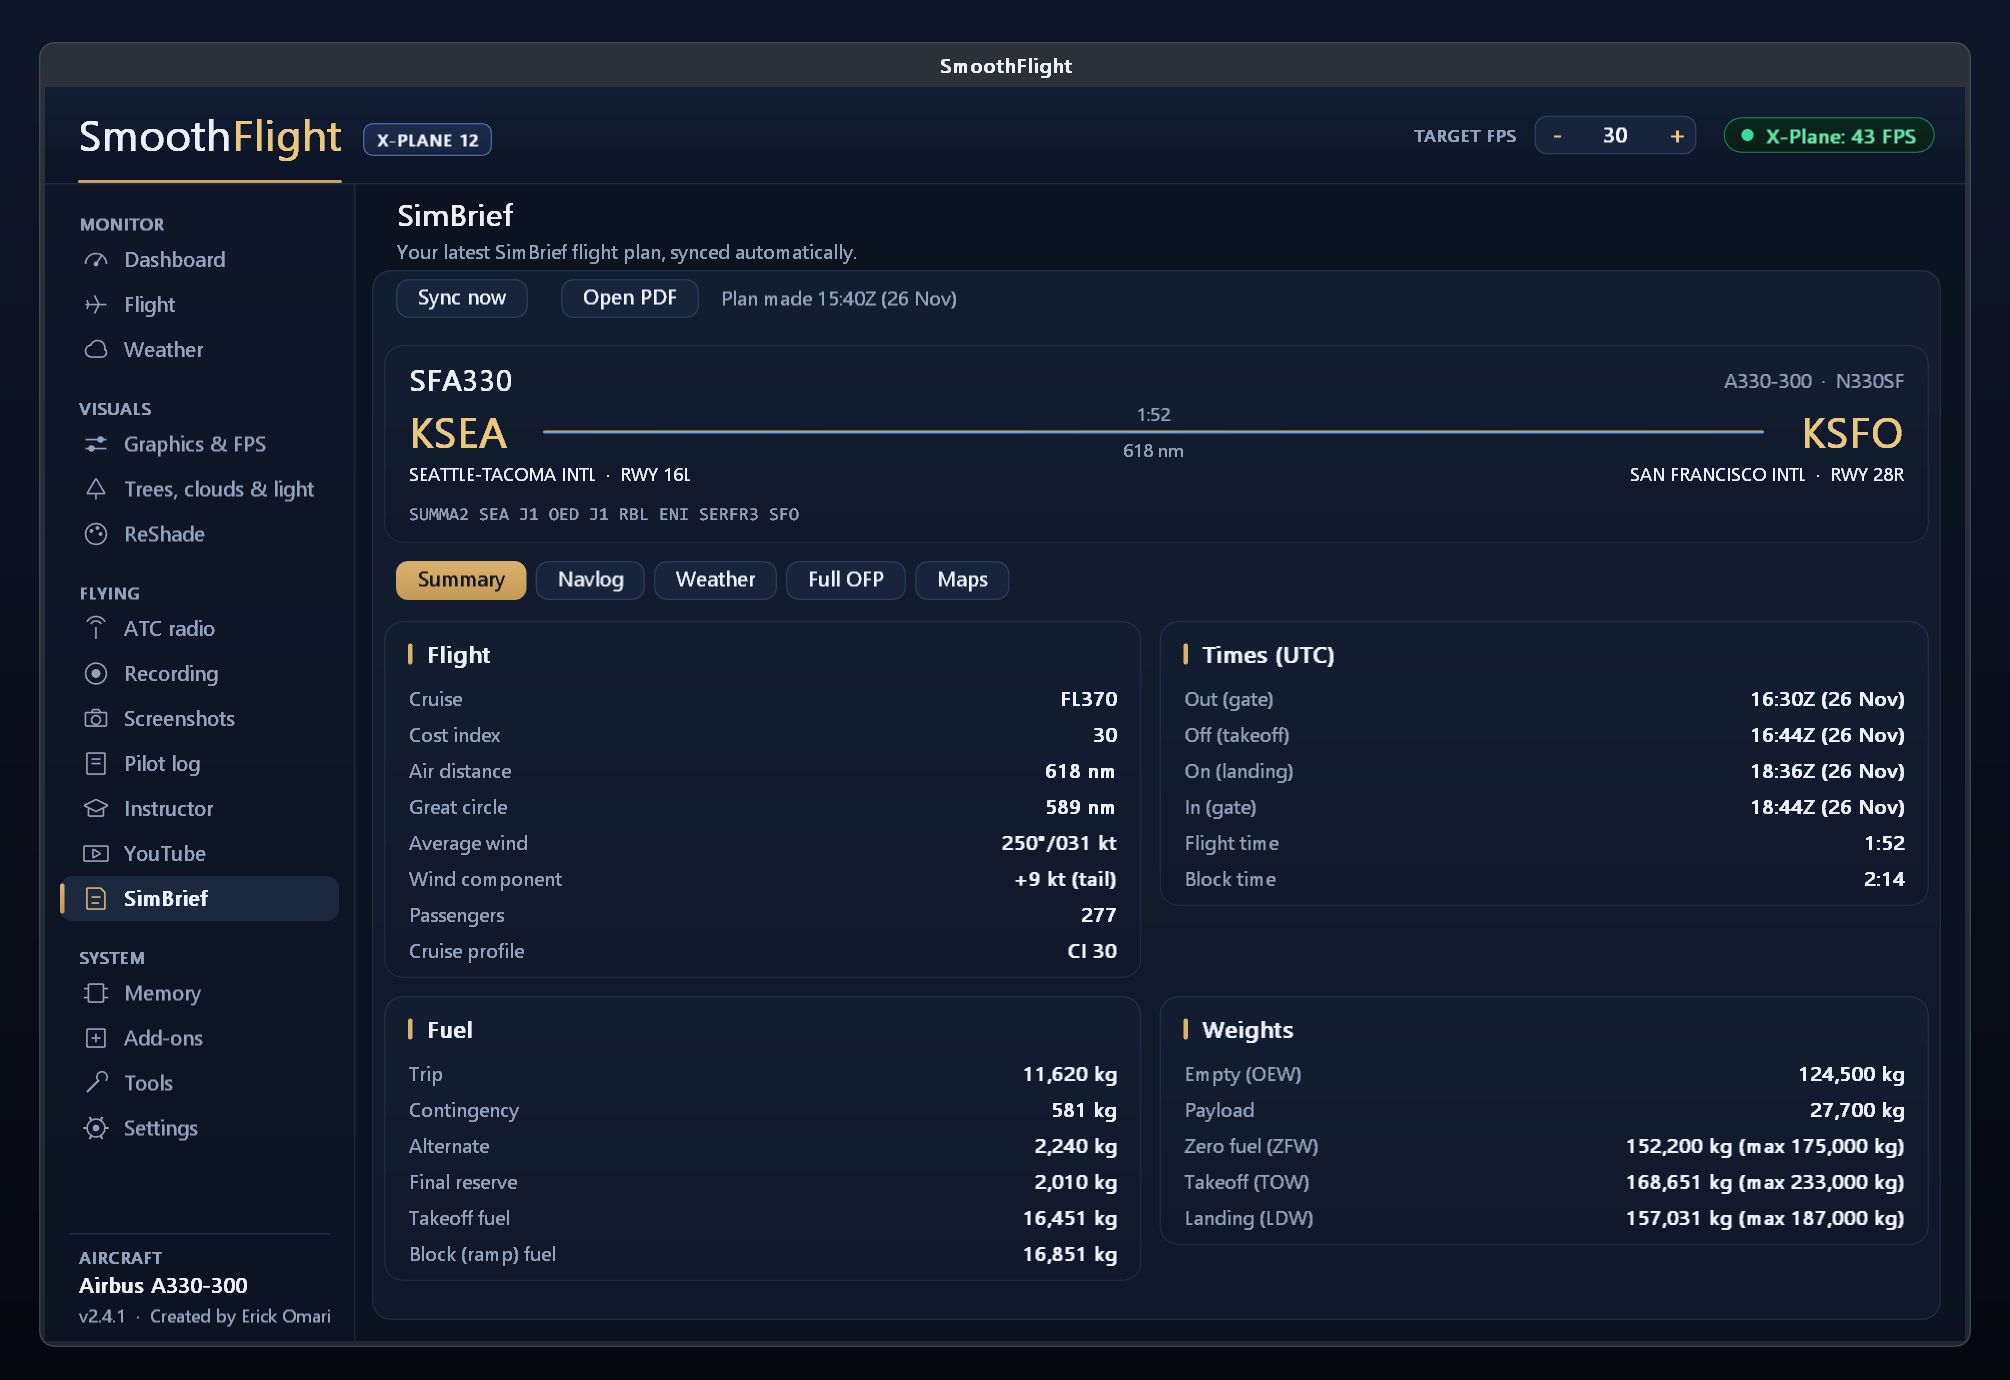 SmoothFlight
SmoothFlight X-PLANE 12
TARGET FPS - 30 + X-Plane: 43 FPS
MONITOR
Dashboard
Flight
Weather
VISUALS
Graphics & FPS
Trees, clouds & light
ReShade
FLYING
ATC radio
Recording
Screenshots
Pilot log
Instructor
YouTube
SimBrief
SYSTEM
Memory
Add-ons
Tools
Settings
AIRCRAFT
Airbus A330-300
v2.4.1 · Created by Erick Omari
SimBrief
Your latest SimBrief flight plan, synced automatically.
Sync now Open PDF Plan made 15:40Z (26 Nov)
SFA330 A330-300 · N330SF
1:52
KSEA KSFO
618 nm
SEATTLE-TACOMA INTL · RWY 16L SAN FRANCISCO INTL · RWY 28R
SUMMA2 SEA J1 OED J1 RBL ENI SERFR3 SFO
Summary Navlog Weather Full OFP Maps
Flight
Cruise FL370
Cost index 30
Air distance 618 nm
Great circle 589 nm
Average wind 250°/031 kt
Wind component +9 kt (tail)
Passengers 277
Cruise profile CI 30
Times (UTC)
Out (gate) 16:30Z (26 Nov)
Off (takeoff) 16:44Z (26 Nov)
On (landing) 18:36Z (26 Nov)
In (gate) 18:44Z (26 Nov)
Flight time 1:52
Block time 2:14
Fuel
Trip 11,620 kg
Contingency 581 kg
Alternate 2,240 kg
Final reserve 2,010 kg
Takeoff fuel 16,451 kg
Block (ramp) fuel 16,851 kg
Weights
Empty (OEW) 124,500 kg
Payload 27,700 kg
Zero fuel (ZFW) 152,200 kg (max 175,000 kg)
Takeoff (TOW) 168,651 kg (max 233,000 kg)
Landing (LDW) 157,031 kg (max 187,000 kg)